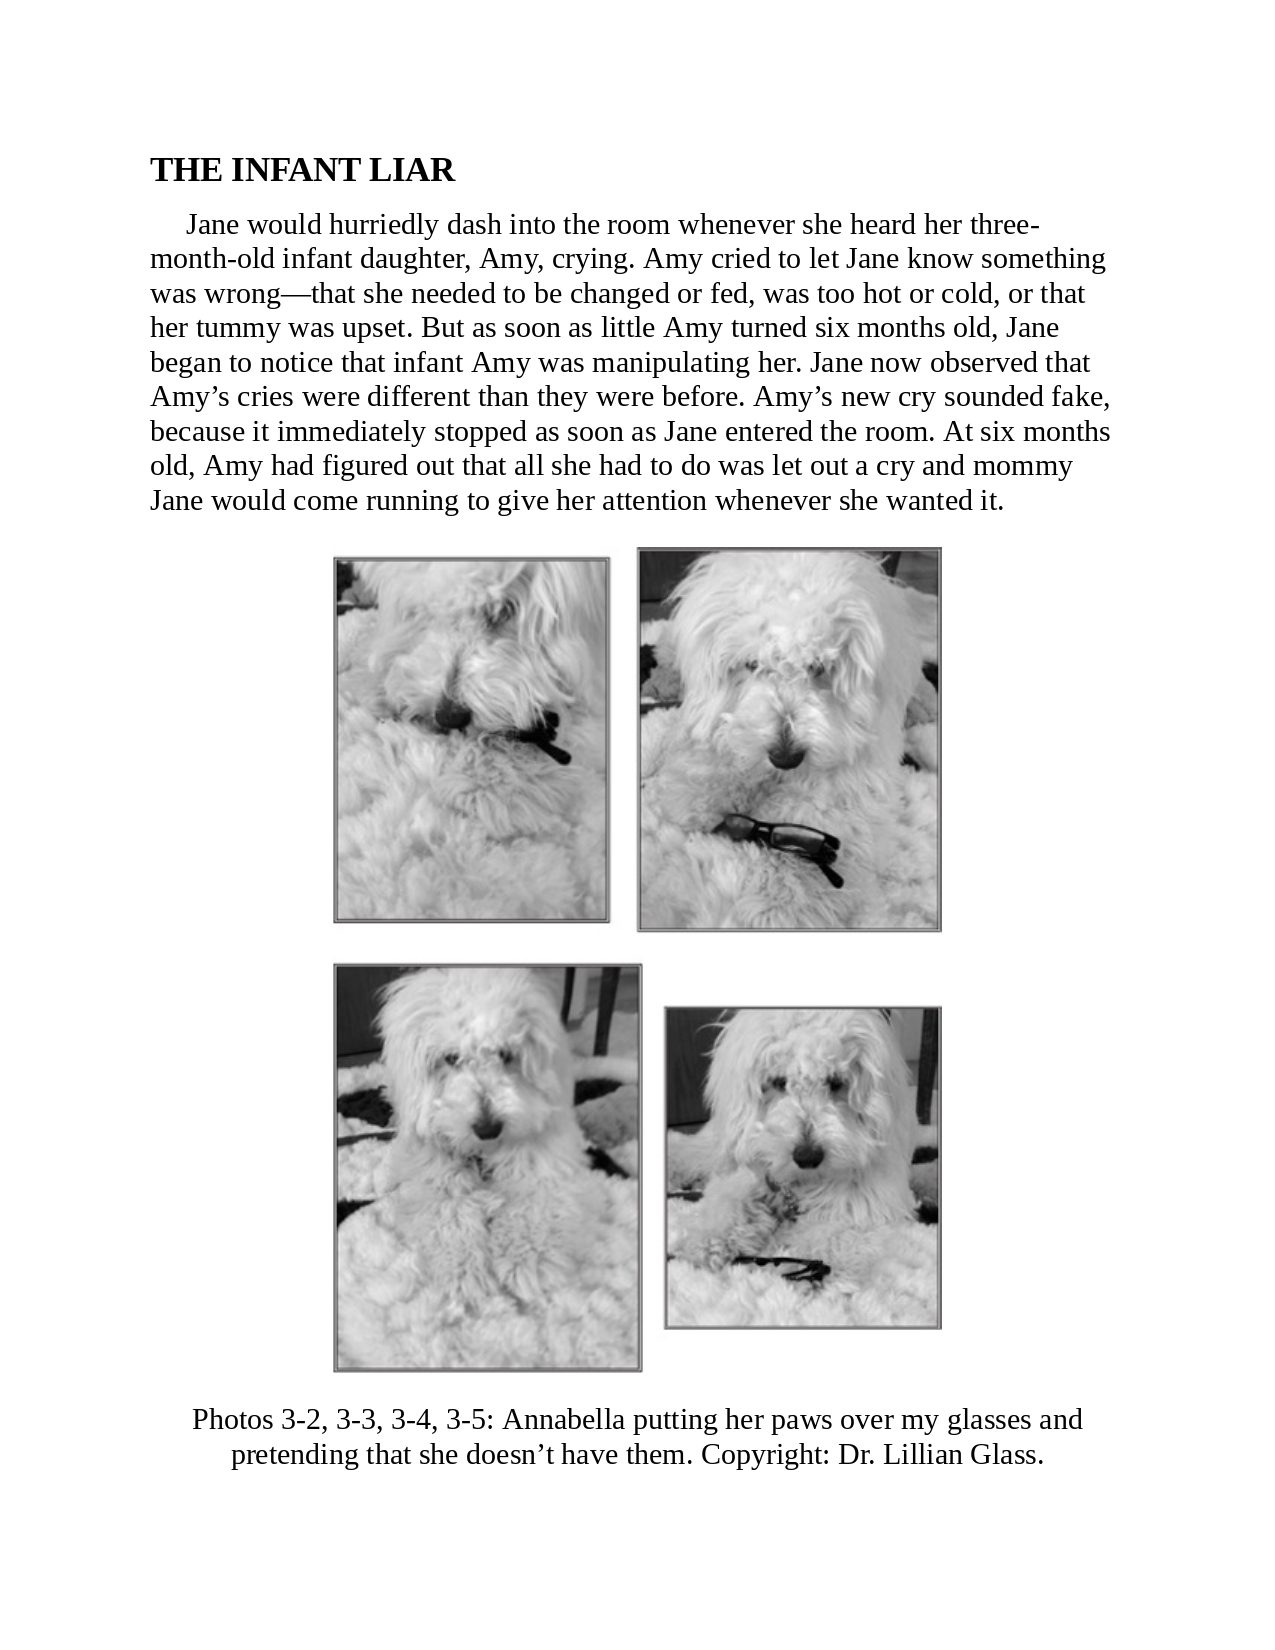 THE INFANT LIAR
Jane would hurriedly dash into the room whenever she heard her three-
month-old infant daughter, Amy, crying. Amy cried to let Jane know something
was wrong—that she needed to be changed or fed, was too hot or cold, or that
her tummy was upset. But as soon as little Amy turned six months old, Jane
began to notice that infant Amy was manipulating her. Jane now observed that
Amy’s cries were different than they were before. Amy’s new cry sounded fake,
because it immediately stopped as soon as Jane entered the room. At six months
old, Amy had figured out that all she had to do was let out a cry and mommy
Jane would come running to give her attention whenever she wanted it.
Photos 3-2, 3-3, 3-4, 3-5: Annabella putting her paws over my glasses and
pretending that she doesn’t have them. Copyright: Dr. Lillian Glass.